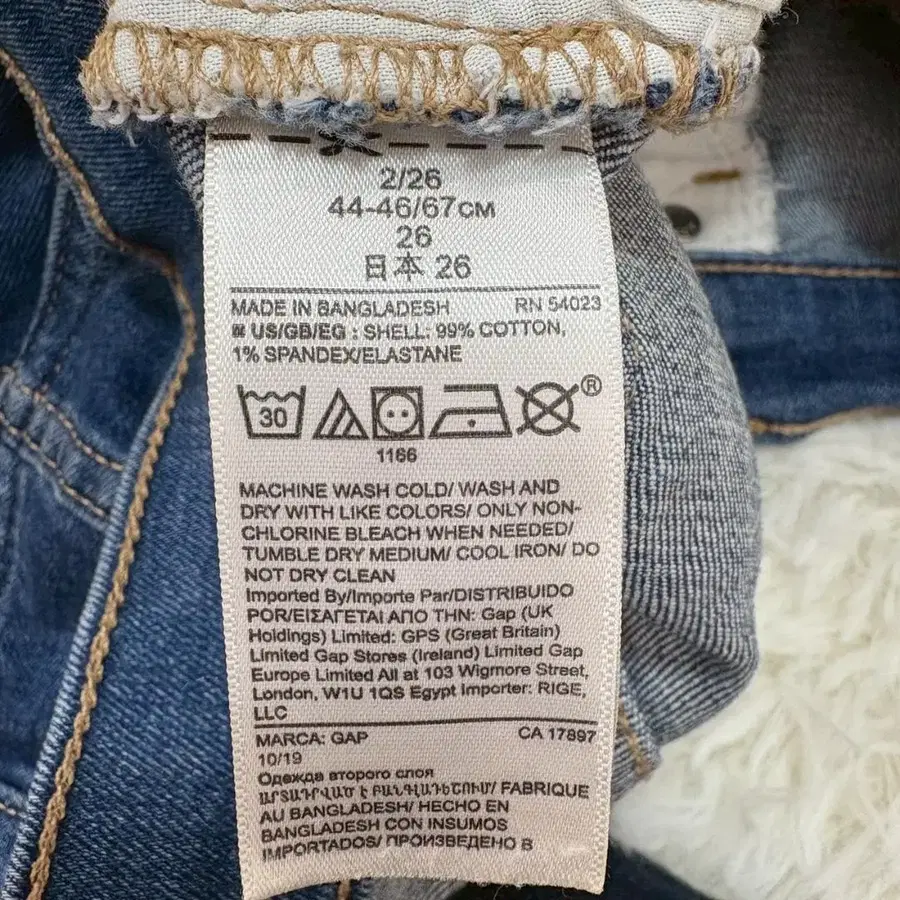 2/26
44-46/67CM
26
日本 26
MADE IN BANGLADESH RN 54023
US/GB/EG : SHELL: 99% COTTON,
1% SPANDEX/ELASTANE
30 ®
1166
MACHINE WASH COLD/ WASH AND
DRY WITH LIKE COLORS/ ONLY NON-
CHLORINE BLEACH WHEN NEEDED/
TUMBLE DRY MEDIUM/ COOL IRON/ DO
NOT DRY CLEAN
Imported By/Importe Par/DISTRIBUIDO
POR/ΕΙΣΑΓΕΤΑΙ ΑΠΟ ΤΗΝ: Gap (UK
Holdings) Limited: GPS (Great Britain)
Limited Gap Stores (Ireland) Limited Gap
Europe Limited All at 103 Wigmore Street,
London, W1U 1QS Egypt Importer: RIGE,
LLC
MARCA: GAP CA 17897
10/19
Одежда второго слоя
ԱՐՏԱԴՐՎԱԾ Է ԲԱՆԳԼԱԴԵՇՈՒՄ/ FABRIQUE
AU BANGLADESH/ HECHO EN
BANGLADESH CON INSUMOS
IMPORTADOS/ ПРОИЗВЕДЕНО В